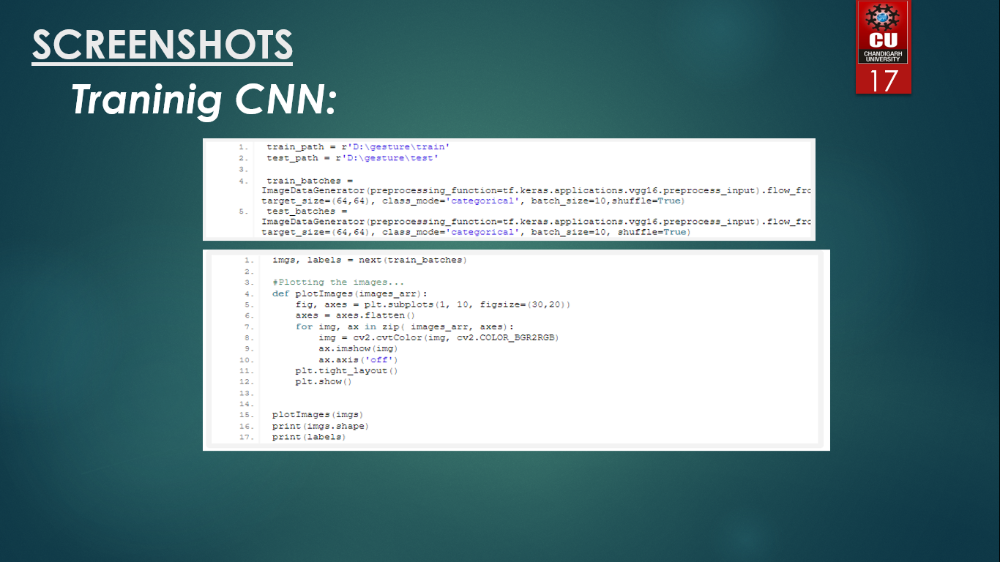 SCREENSHOTS
CU
CHANDIGARH
UNIVERSITY
17
Traninig CNN:
1. train_path = r'D:\gesture\train'
2. test_path = r'D:\gesture\test'
3.
4. train_batches =
ImageDataGenerator(preprocessing_function=tf.keras.applications.vgg16.preprocess_input).flow_frc
target_size=(64,64), class_mode='categorical', batch_size=10,shuffle=True)
5. test_batches =
ImageDataGenerator(preprocessing_function=tf.keras.applications.vgg16.preprocess_input).flow_frc
target_size=(64,64), class_mode='categorical', batch_size=10, shuffle=True)
1. imgs, labels = next(train_batches)
2.
3. #Plotting the images...
4. def plotImages(images_arr):
5.     fig, axes = plt.subplots(1, 10, figsize=(30,20))
6.     axes = axes.flatten()
7.     for img, ax in zip( images_arr, axes):
8.         img = cv2.cvtColor(img, cv2.COLOR_BGR2RGB)
9.         ax.imshow(img)
10.         ax.axis('off')
11.     plt.tight_layout()
12.     plt.show()
13.
14.
15. plotImages(imgs)
16. print(imgs.shape)
17. print(labels)